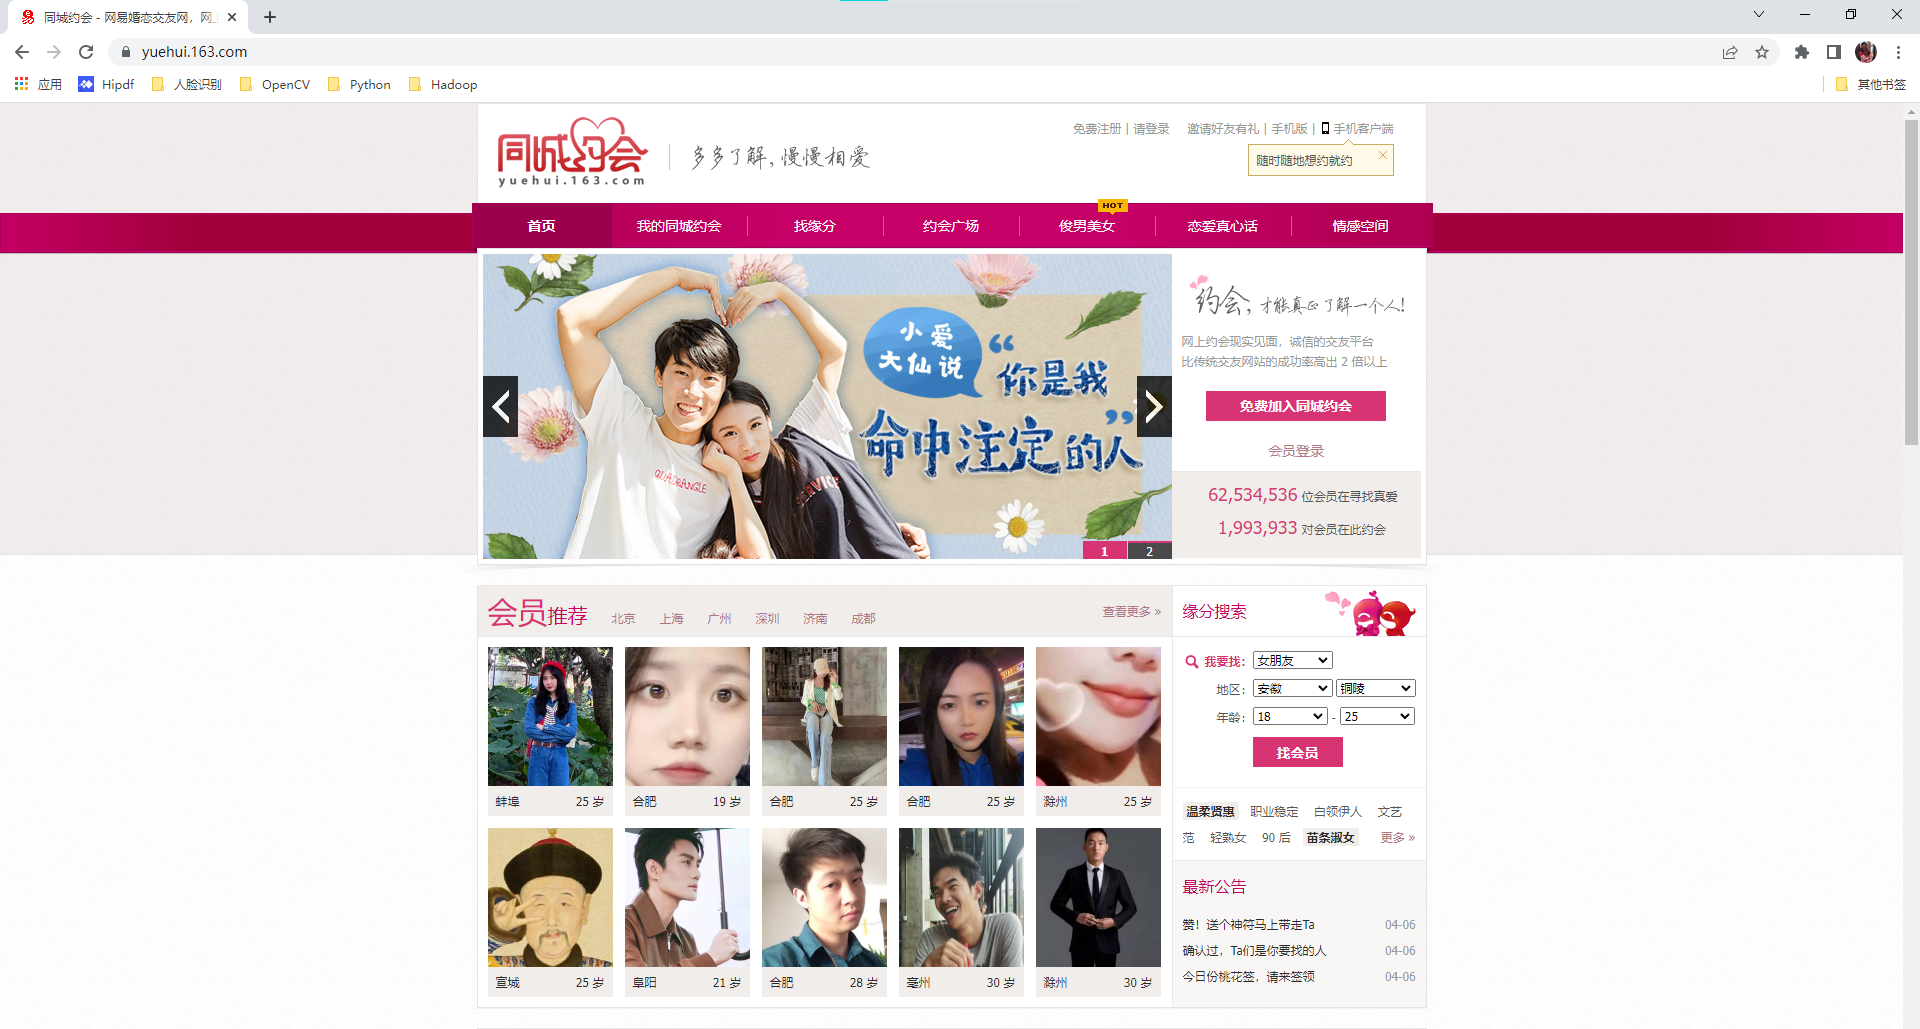 同城约会 - 网易婚恋交友网，网
yuehui.163.com
应用 Hipdf 人脸识别 OpenCV Python Hadoop 其他书签
同城约会
yuehui.163.com
多多了解，慢慢相爱
免费注册 | 请登录 邀请好友有礼 | 手机版 | 手机客户端
随时随地想约就约
HOT
首页 我的同城约会 找缘分 约会广场 俊男美女 恋爱真心话 情感空间
小爱
大仙说
“你是我
命中注定的人”
QUADRANGLE
SERVICE
1 2
约会，才能真正了解一个人！
网上约会现实见面，诚信的交友平台
比传统交友网站的成功率高出 2 倍以上
免费加入同城约会
会员登录
62,534,536 位会员在寻找真爱
1,993,933 对会员在此约会
会员推荐 北京 上海 广州 深圳 济南 成都 查看更多 »
蚌埠 25 岁 合肥 19 岁 合肥 25 岁 合肥 25 岁 滁州 25 岁
宣城 25 岁 阜阳 21 岁 合肥 28 岁 亳州 30 岁 滁州 30 岁
缘分搜索
我要找： 女朋友
地区： 安徽 铜陵
年龄： 18 - 25
找会员
温柔贤惠 职业稳定 白领伊人 文艺
范 轻熟女 90 后 苗条淑女 更多 »
最新公告
赞！送个神符马上带走Ta 04-06
确认过，Ta们是你要找的人 04-06
今日份桃花签，请来签领 04-06